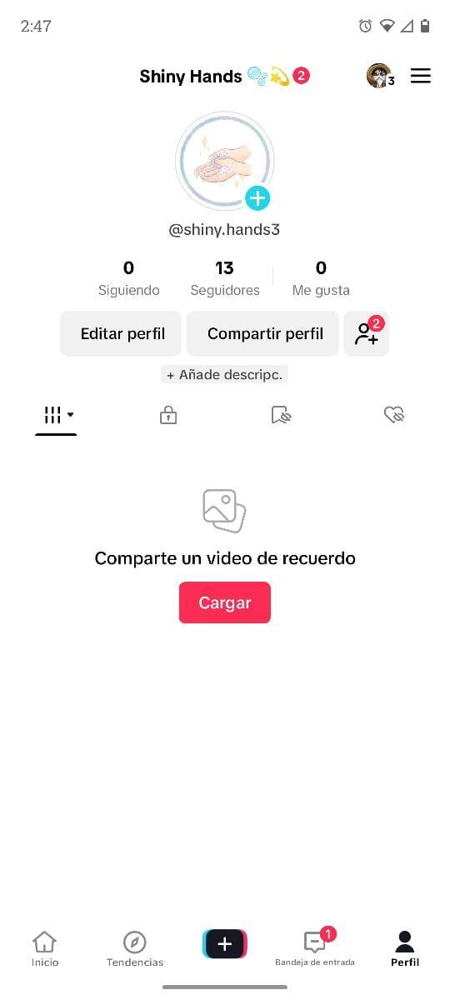 2:47
Shiny Hands 🫧💫 2
3
@shiny.hands3
0 13 0
Siguiendo Seguidores Me gusta
Editar perfil Compartir perfil 2
+ Añade descripc.
Comparte un video de recuerdo
Cargar
1
Inicio Tendencias Bandeja de entrada Perfil